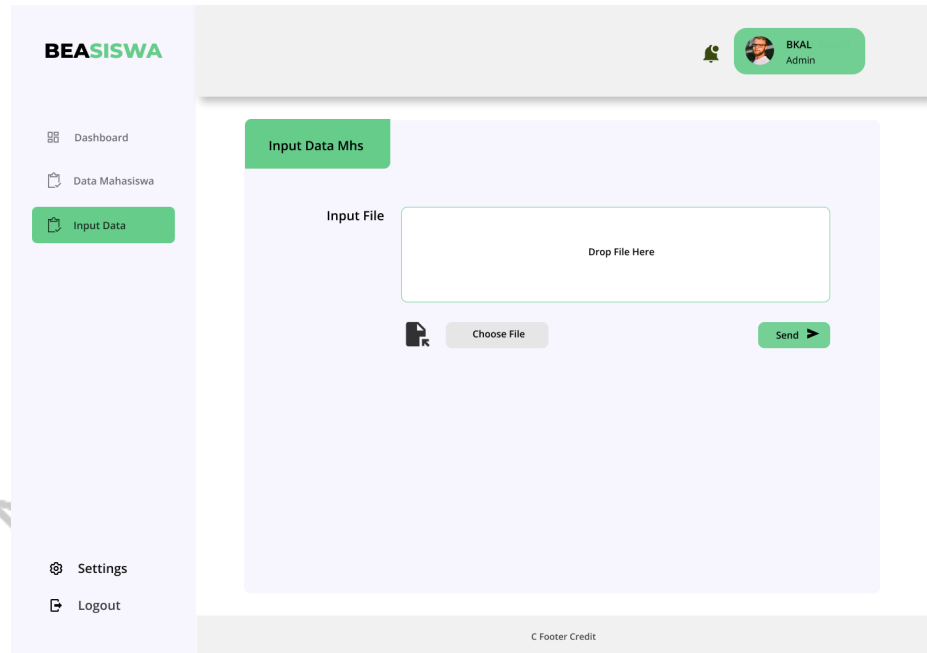 BEASISWA
BKAL
Admin
Dashboard
Data Mahasiswa
Input Data
Input Data Mhs
Input File
Drop File Here
Choose File
Send
Settings
Logout
C Footer Credit